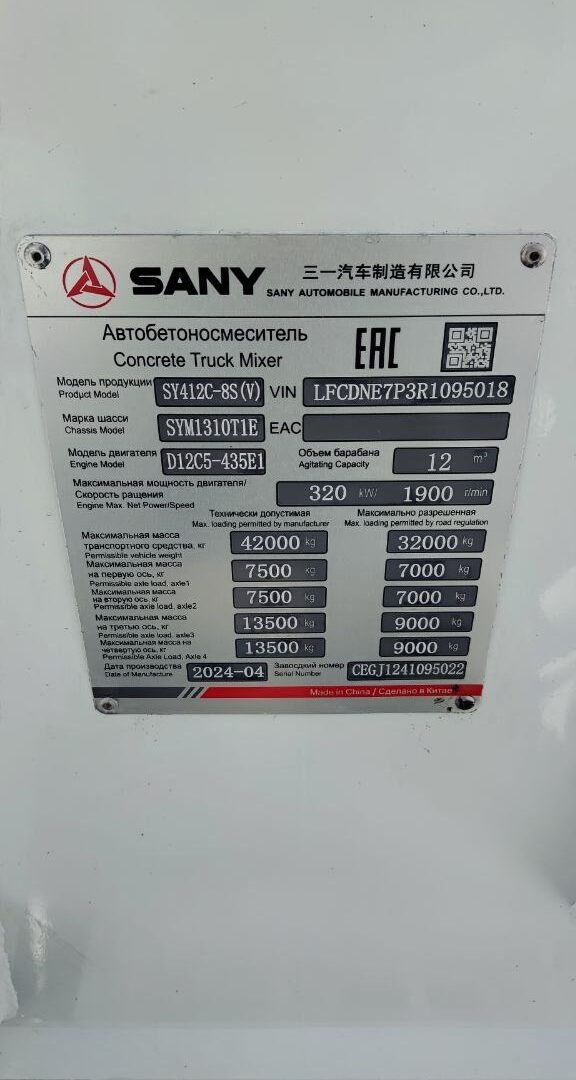 SANY 三一汽车制造有限公司
SANY AUTOMOBILE MANUFACTURING CO.,LTD.
Автобетоносмеситель
Concrete Truck Mixer
EAC
Модель продукции
Product Model
SY412C-8S(V) VIN LFCDNE7P3R1095018
Марка шасси
Chassis Model
SYM1310T1E EAC
Модель двигателя
Engine Model
D12C5-435E1
Объем барабана
Agitating Capacity
12 m³
Максимальная мощность двигателя/
Скорость ращения
Engine Max. Net Power/Speed
320 kW/ 1900 r/min
Технически допустимая
Max. loading permitted by manufacturer
Максимально разрешенная
Max. loading permitted by road regulation
Максимальная масса
транспортного средства, кг
Permissible vehicle weight
42000 kg 32000 kg
Максимальная масса
на первую ось, кг
Permissible axle load, axle1
7500 kg 7000 kg
Максимальная масса
на вторую ось, кг
Permissible axle load, axle2
7500 kg 7000 kg
Максимальная масса
на третью ось, кг
Permissible axle load, axle3
13500 kg 9000 kg
Максимальная масса на
четвертую ось, кг
Permissible Axle Load, Axle 4
13500 kg 9000 kg
Дата производства
Date of Manufacture
2024-04
Заводский номер
Serial Number
CEGJ1241095022
Made in China / Сделано в Китае